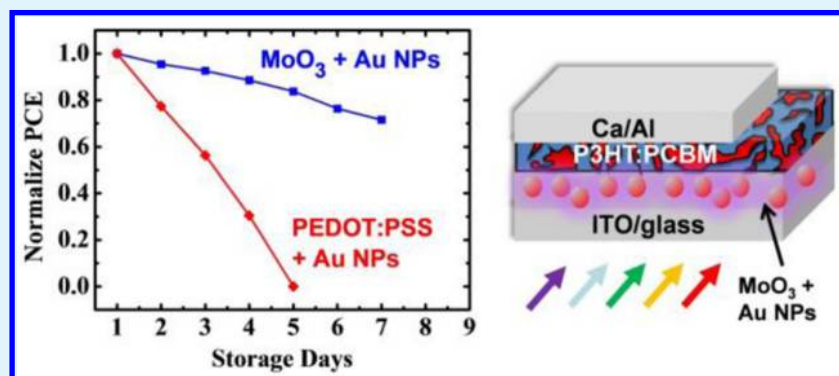 Normalize PCE
1.0
0.8
0.6
0.4
0.2
0.0
MoO3 + Au NPs
PEDOT:PSS
+ Au NPs
1 2 3 4 5 6 7 8 9
Storage Days
Ca/Al
P3HT:PCBM
ITO/glass
MoO3 +
Au NPs